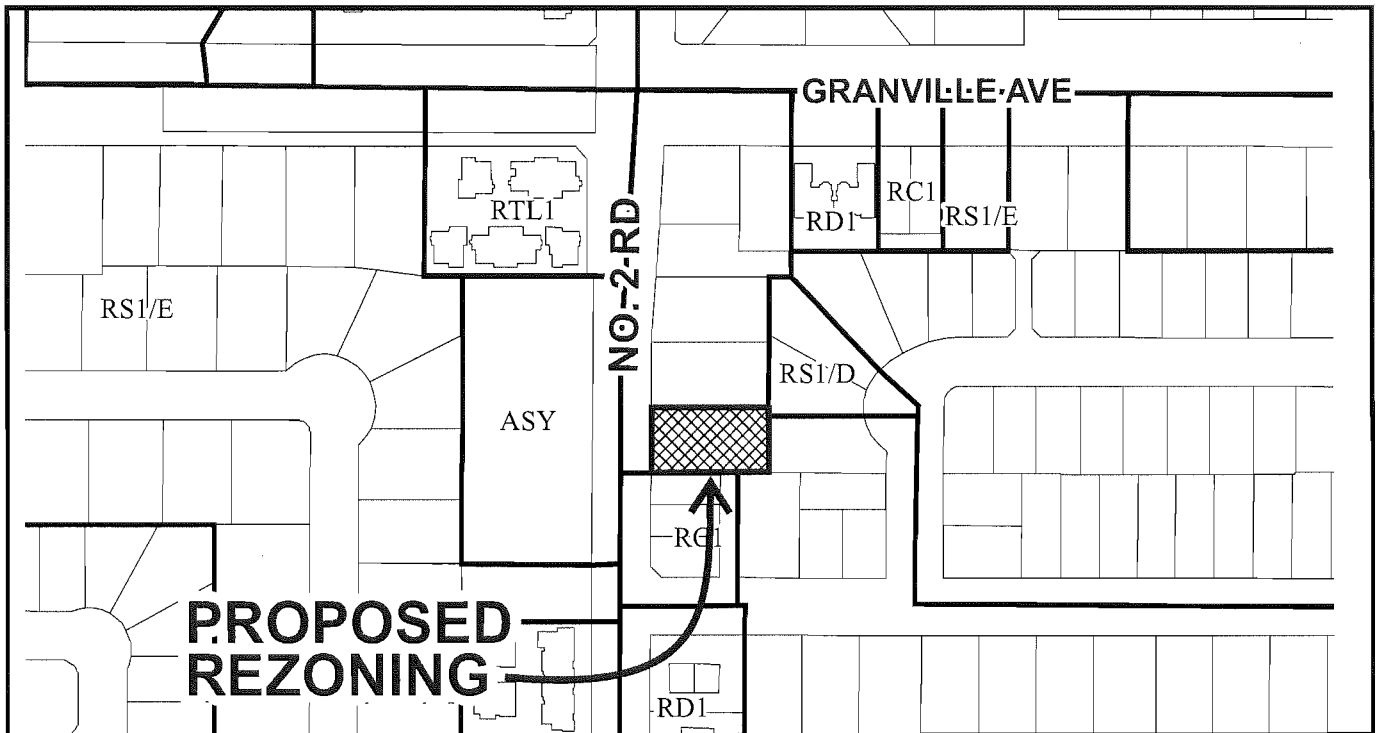 GRANVILLE AVE
RTL1
RD1
RC1
RS1/E
NO. 2 RD
RS1/E
RS1/D
ASY
RC1
PROPOSED
REZONING
RD1